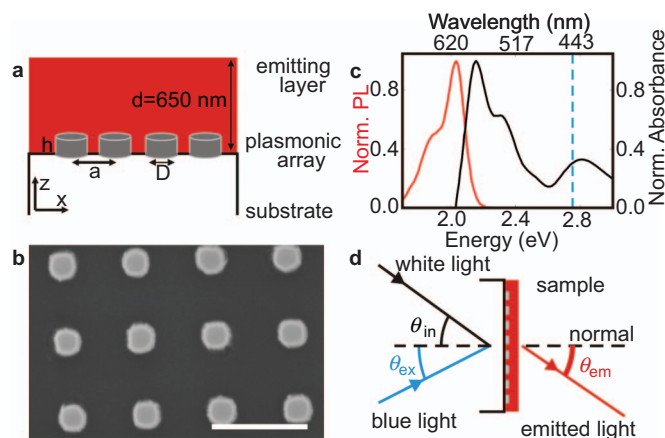 a
emitting
layer
d=650 nm
h
plasmonic
array
a
D
z
x
substrate
b
c
Wavelength (nm)
620 517 443
Norm. PL
0.8
0.4
0.0
Norm. Absorbance
0.8
0.4
0.0
2.0 2.4 2.8
Energy (eV)
d
white light
sample
θin
normal
θex
θem
blue light
emitted light